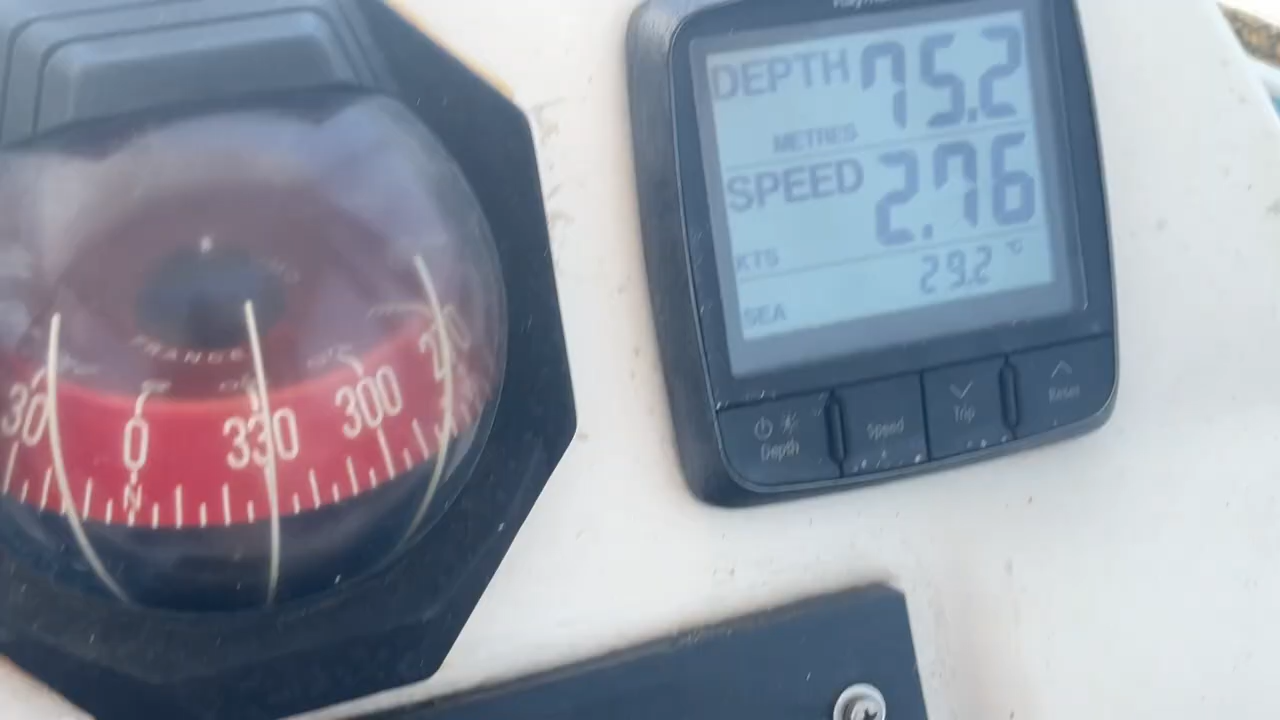 DEPTH 75.2
METRES
SPEED 2.76
KTS
29.2 °C
SEA
Depth
Speed
Trip
Reset
FRANCE
30 0 330 300
N